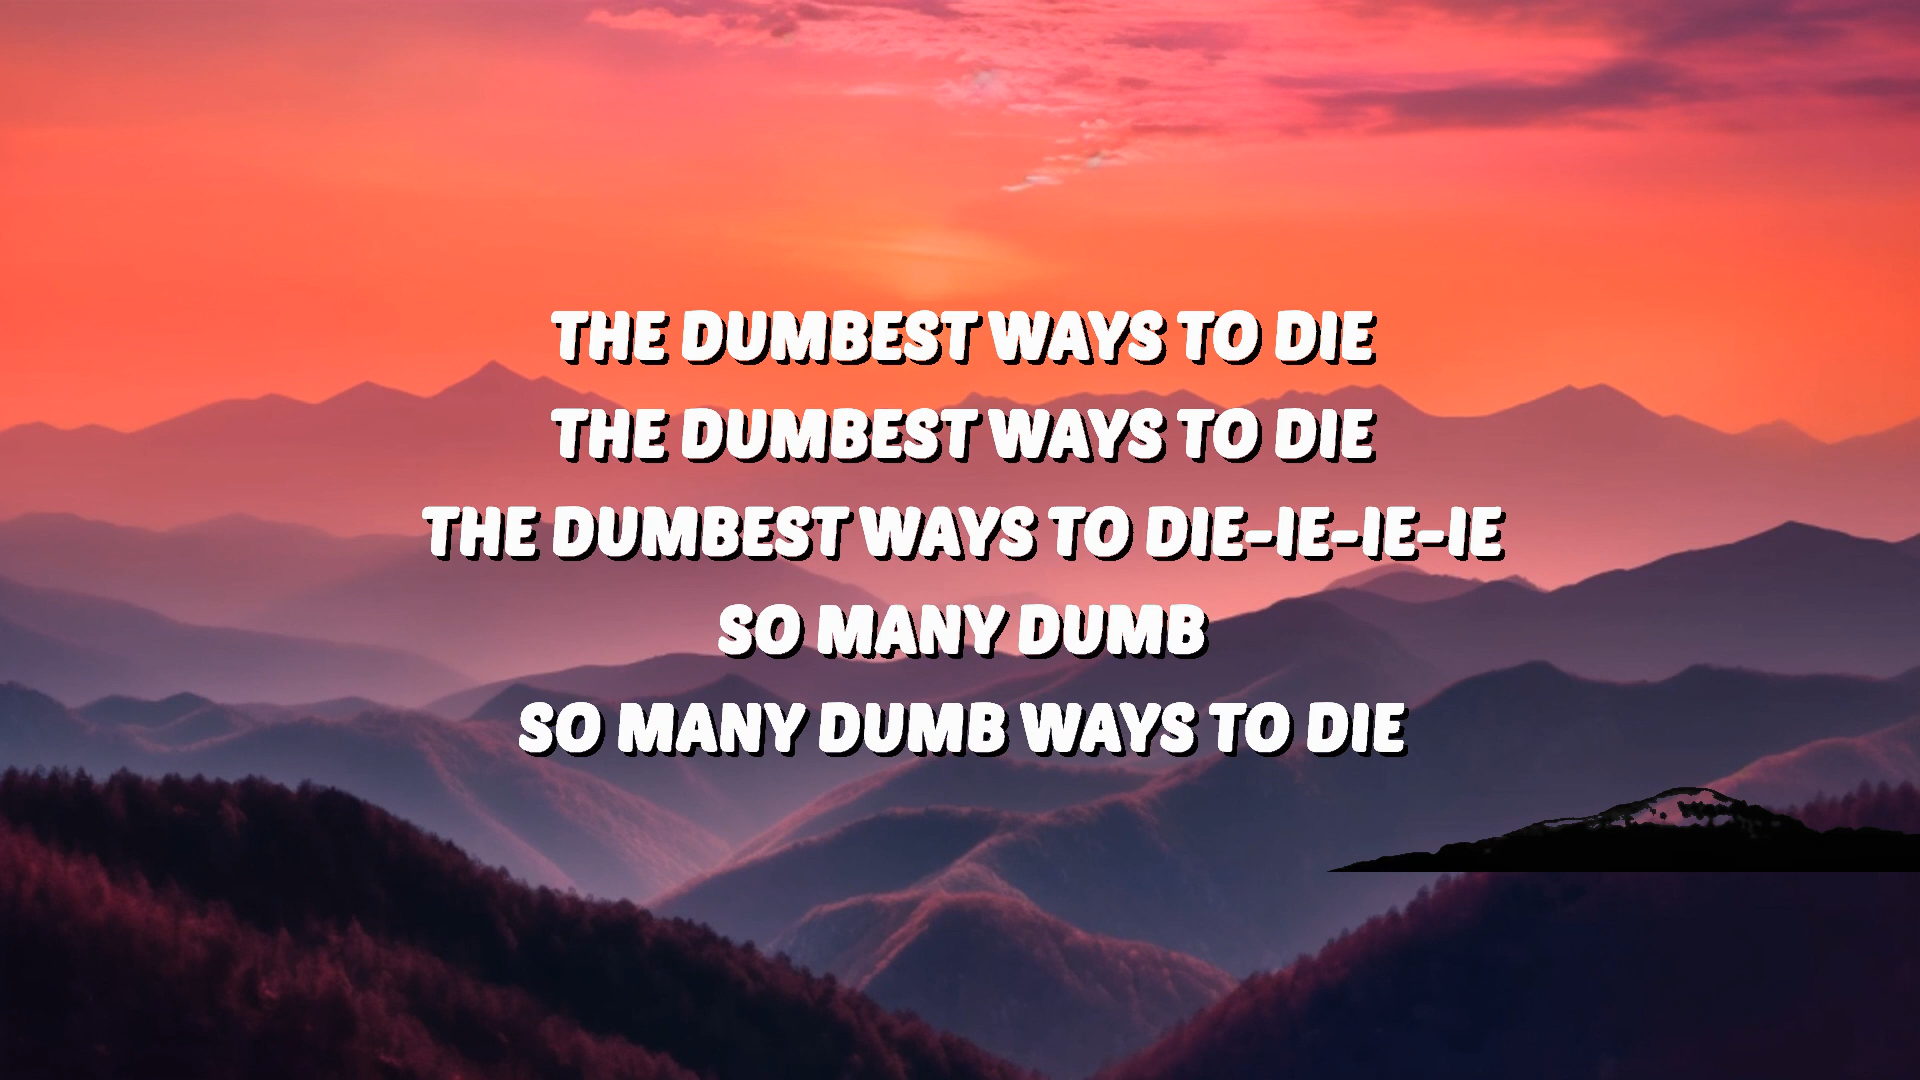 THE DUMBEST WAYS TO DIE
THE DUMBEST WAYS TO DIE
THE DUMBEST WAYS TO DIE-IE-IE-IE
SO MANY DUMB
SO MANY DUMB WAYS TO DIE